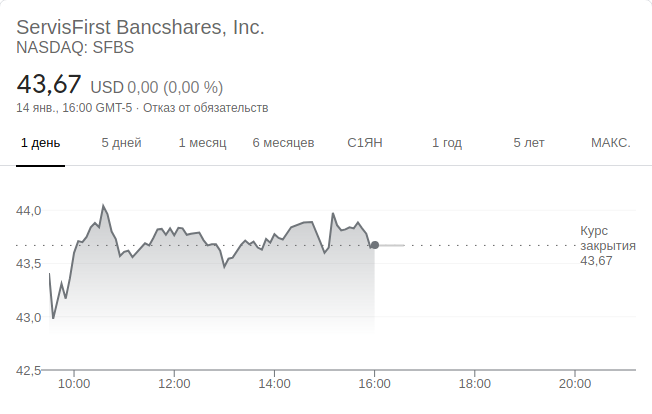 ServisFirst Bancshares, Inc.
NASDAQ: SFBS
43,67 USD 0,00 (0,00 %)
14 янв., 16:00 GMT-5 · Отказ от обязательств
1 день 5 дней 1 месяц 6 месяцев С1ЯН 1 год 5 лет МАКС.
44,0
43,5
43,0
42,5
Курс
закрытия
43,67
10:00 12:00 14:00 16:00 18:00 20:00